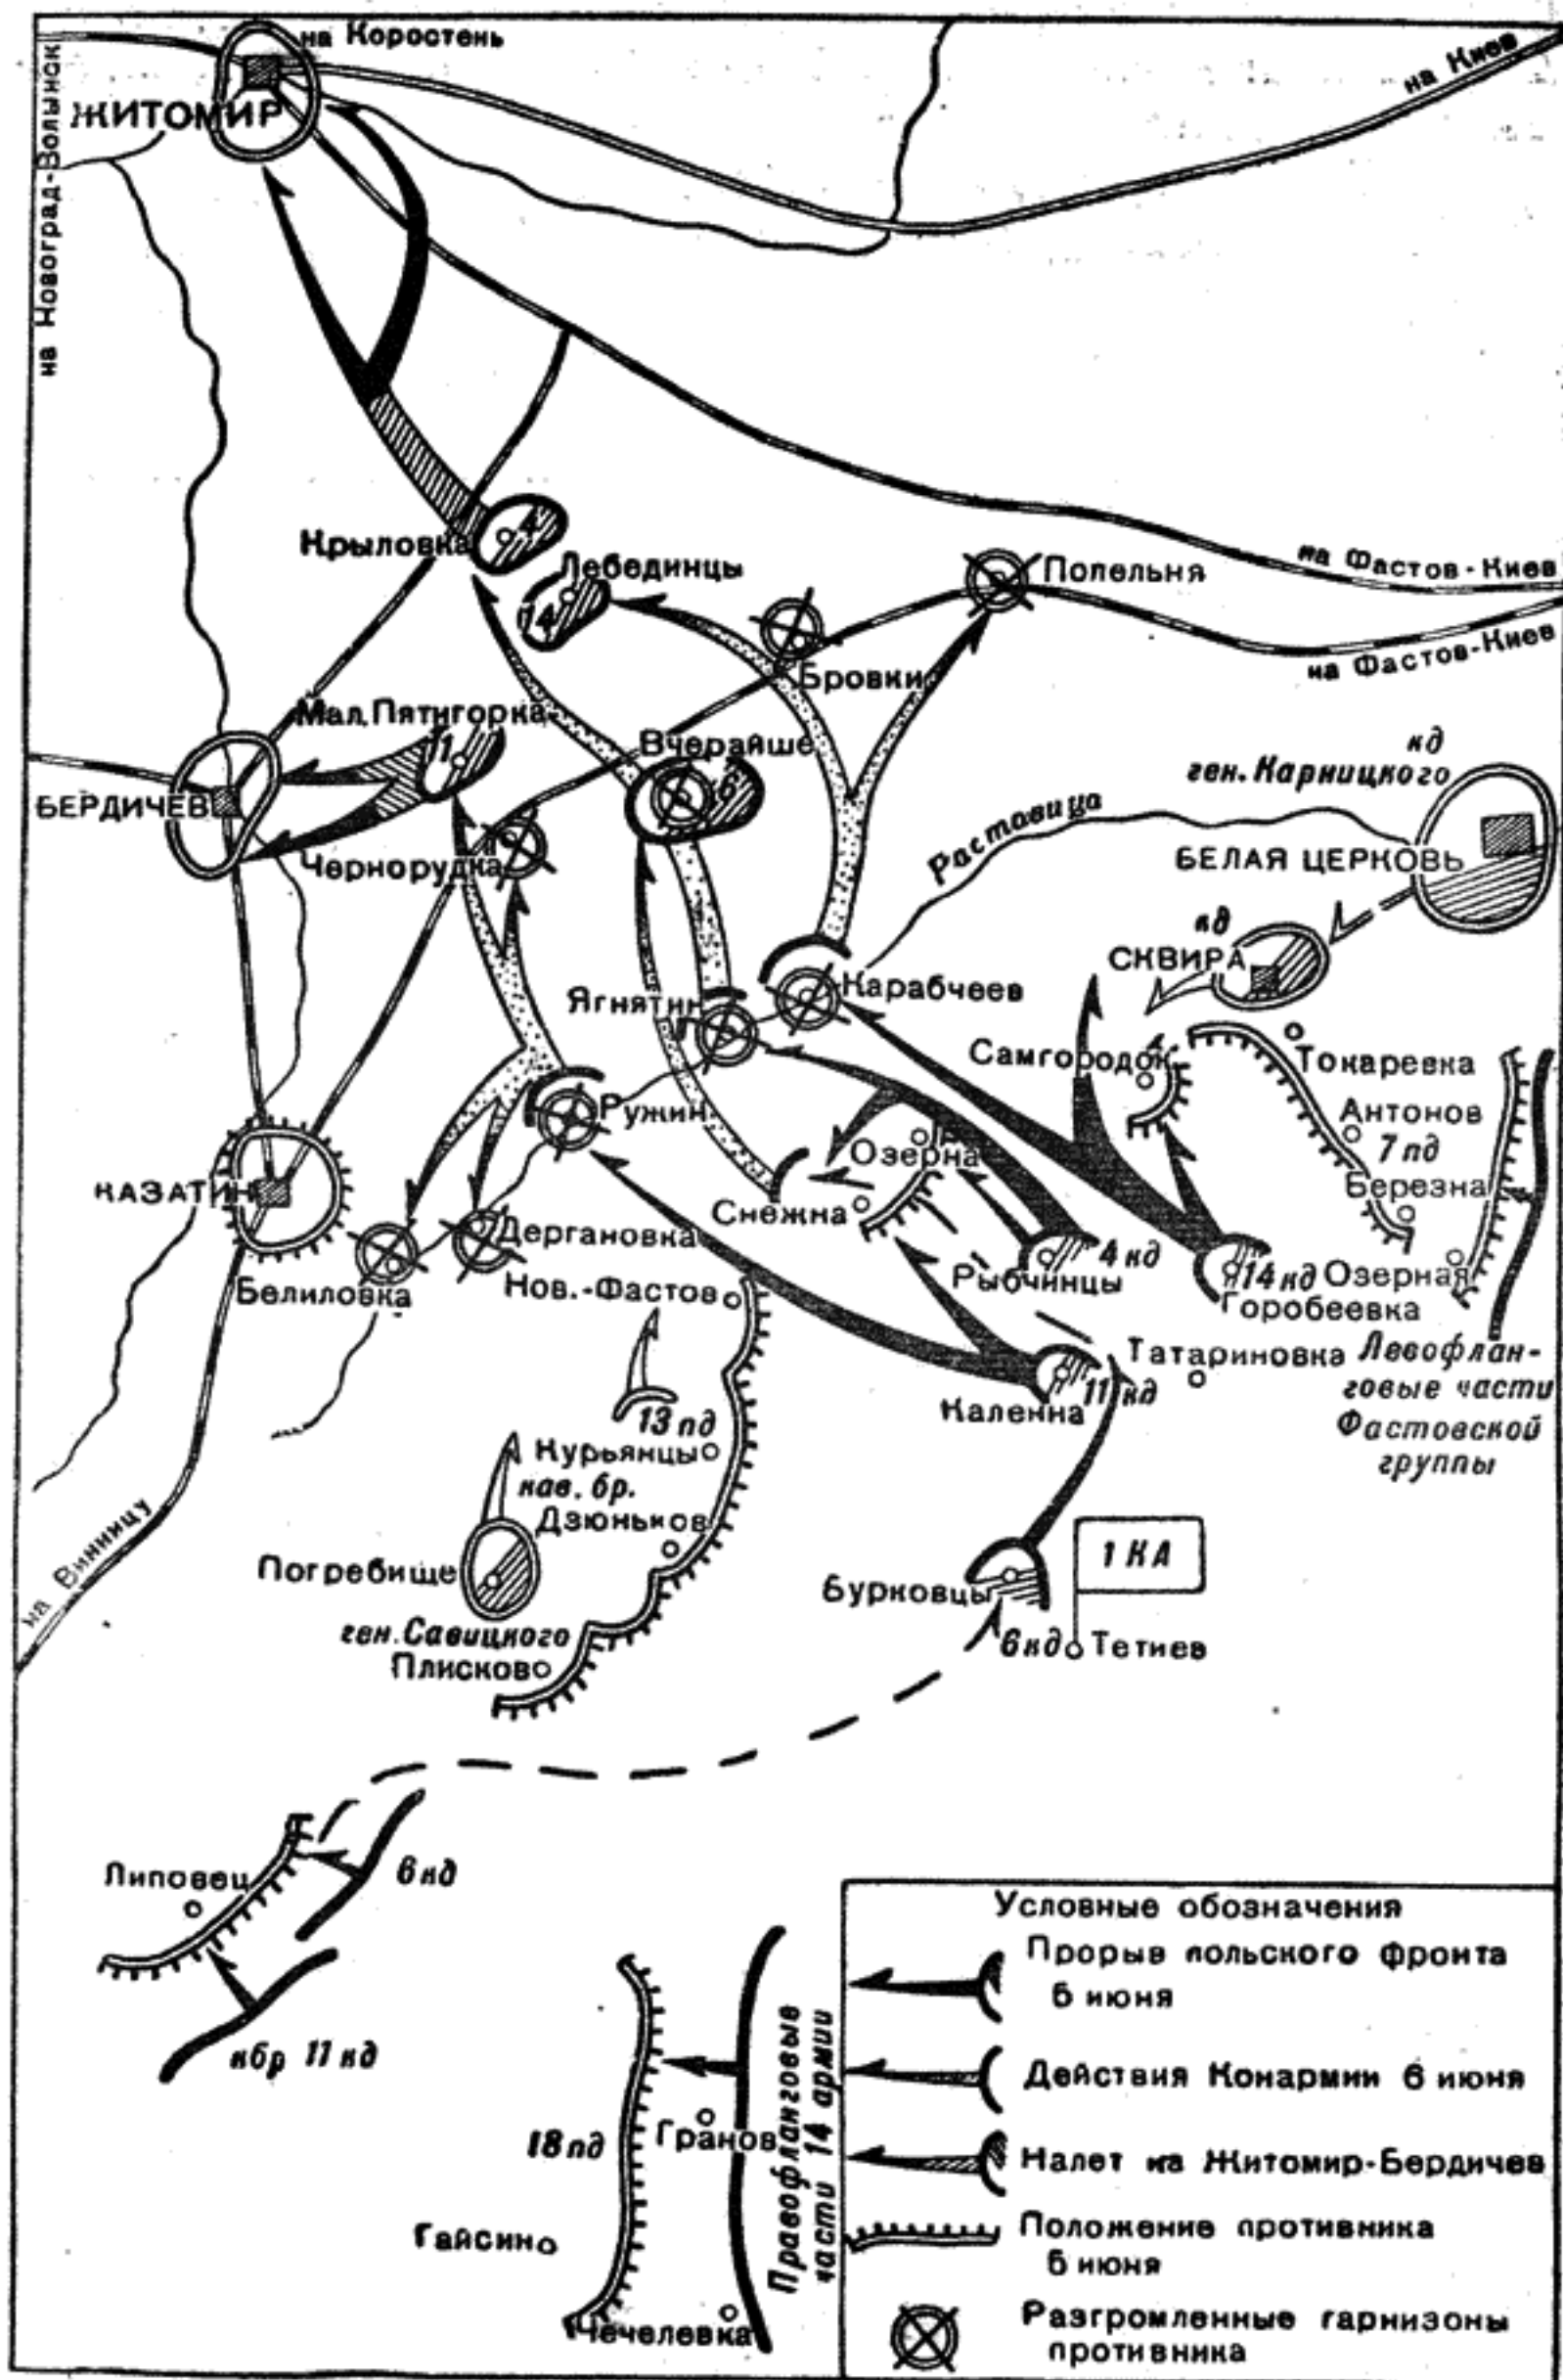 на Коростень
на Киев
на Новоград-Волынск
ЖИТОМИР
Крыловка
4
Лебединцы
14
Попельня
на Фастов-Киев
на Фастов-Киев
Бровки
Мал. Пятигорка
11
Вчерайше
6
кд
ген. Карницкого
БЕРДИЧЕВ
Чернорудка
Раставица
БЕЛАЯ ЦЕРКОВЬ
кд
СКВИРА
Ягнятин
Карабчеев
Самгородок
Токаревка
Ружин
Антонов
7 пд
Озерна
КАЗАТИН
Снежна
Березна
Дергановка
4 кд
Рыбчинцы
14 кд
Озерная
Белиловка
Нов.-Фастов
Горобеевка
Татариновка
Левофлан-
говые части
Фастовской
группы
11 кд
Каленна
13 пд
Курьянцы
кав. бр.
Дзюньков
1 КА
Погребище
Бурковцы
на Винницу
ген. Савицкого
6 кд
Тетиев
Плисков
Липовец
6 кд
кбр 11 кд
18 пд
Гранов
Правофланговые
части 14 армии
Гайсин
Чечелевка
Условные обозначения
Прорыв польского фронта
5 июня
Действия Конармии 6 июня
Налет на Житомир-Бердичев
Положение противника
5 июня
Разгромленные гарнизоны
противника